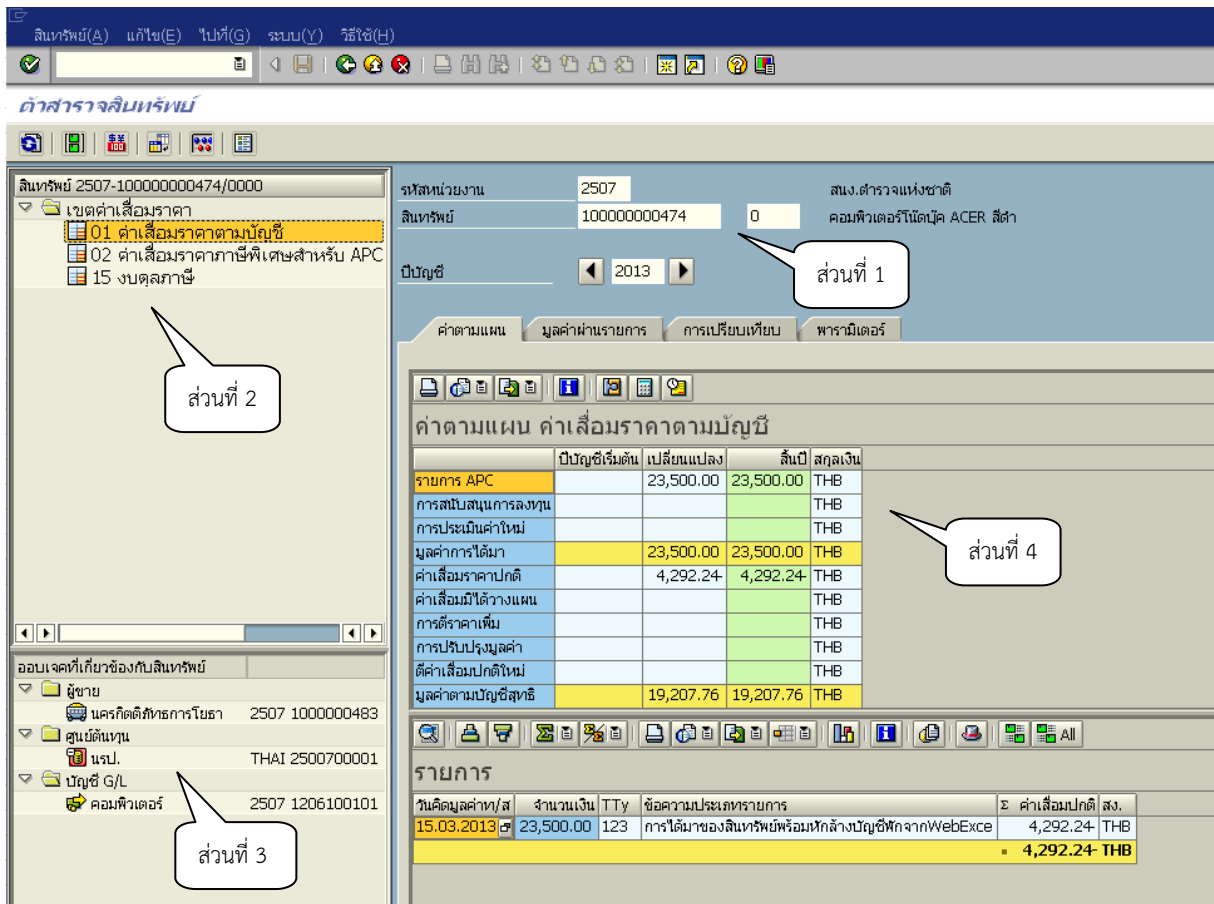 สินทรัพย์(A) แก้ไข(E) ไปที่(G) ระบบ(Y) วิธีใช้(H)
ค้าสารวจสินทรัพย์
สินทรัพย์ 2507-100000000474/0000
เขตค่าเสื่อมราคา
01 ค่าเสื่อมราคาตามบัญชี
02 ค่าเสื่อมราคาภาษีพิเศษสำหรับ APC
15 งบดุลภาษี
ส่วนที่ 2
รหัสหน่วยงาน 2507 สนง.ตำรวจแห่งชาติ
สินทรัพย์ 100000000474 0 คอมพิวเตอร์โน๊ตบุ๊ค ACER สีดำ
ปีบัญชี 2013
ส่วนที่ 1
ค่าตามแผน มูลค่าผ่านรายการ การเปรียบเทียบ พารามิเตอร์
ค่าตามแผน ค่าเสื่อมราคาตามบัญชี
ปีบัญชีเริ่มต้น เปลี่ยนแปลง สิ้นปี สกุลเงิน
รายการ APC 23,500.00 23,500.00 THB
การสนับสนุนการลงทุน THB
การประเมินค่าใหม่ THB
มูลค่าการได้มา 23,500.00 23,500.00 THB
ค่าเสื่อมราคาปกติ 4,292.24- 4,292.24- THB
ค่าเสื่อมมิได้วางแผน THB
การตีราคาเพิ่ม THB
การปรับปรุงมูลค่า THB
ตีค่าเสื่อมปกติใหม่ THB
มูลค่าตามบัญชีสุทธิ 19,207.76 19,207.76 THB
ส่วนที่ 4
ออบเจคที่เกี่ยวข้องกับสินทรัพย์
ผู้ขาย
นครกิตติภัทรการโยธา 2507 1000000483
ศูนย์ต้นทุน
นรป. THAI 2500700001
บัญชี G/L
คอมพิวเตอร์ 2507 1206100101
ส่วนที่ 3
All
รายการ
วันคิดมูลค่าท/ส จำนวนเงิน TTy ข้อความประเภทรายการ Σ ค่าเสื่อมปกติ สง.
15.03.2013 23,500.00 123 การได้มาของสินทรัพย์พร้อมหักล้างบัญชีพักจากWebExce 4,292.24- THB
4,292.24- THB